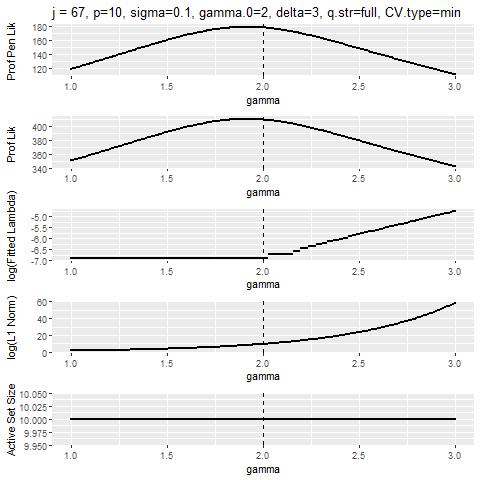 j = 67, p=10, sigma=0.1, gamma.0=2, delta=3, q.str=full, CV.type=min
Prof Pen Lik
180
160
140
120
1.0 1.5 2.0 2.5 3.0
gamma
Prof Lik
400
380
360
340
1.0 1.5 2.0 2.5 3.0
gamma
log(Fitted Lambda)
-5.0
-5.5
-6.0
-6.5
-7.0
1.0 1.5 2.0 2.5 3.0
gamma
log(L1 Norm)
60
40
20
0
1.0 1.5 2.0 2.5 3.0
gamma
Active Set Size
10.050
10.025
10.000
9.975
9.950
1.0 1.5 2.0 2.5 3.0
gamma